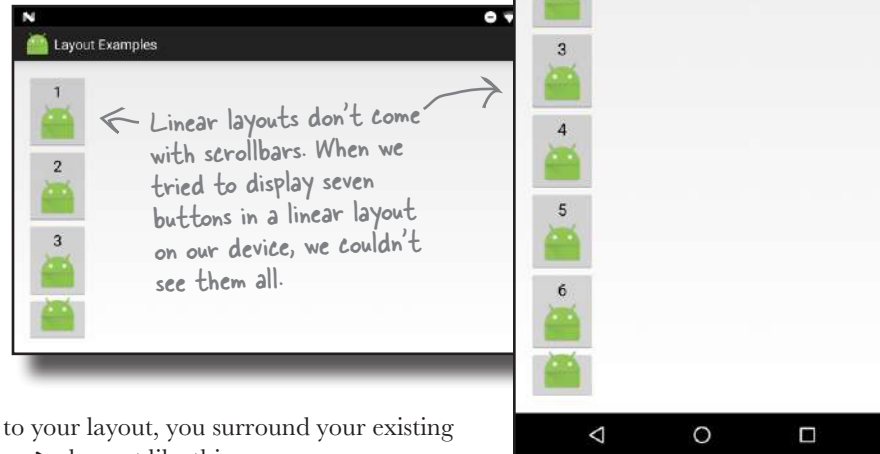 Layout Examples
1
2
3
Linear layouts don't come
with scrollbars. When we
tried to display seven
buttons in a linear layout
on our device, we couldn't
see them all.
3
4
5
6
to your layout, you surround your existing